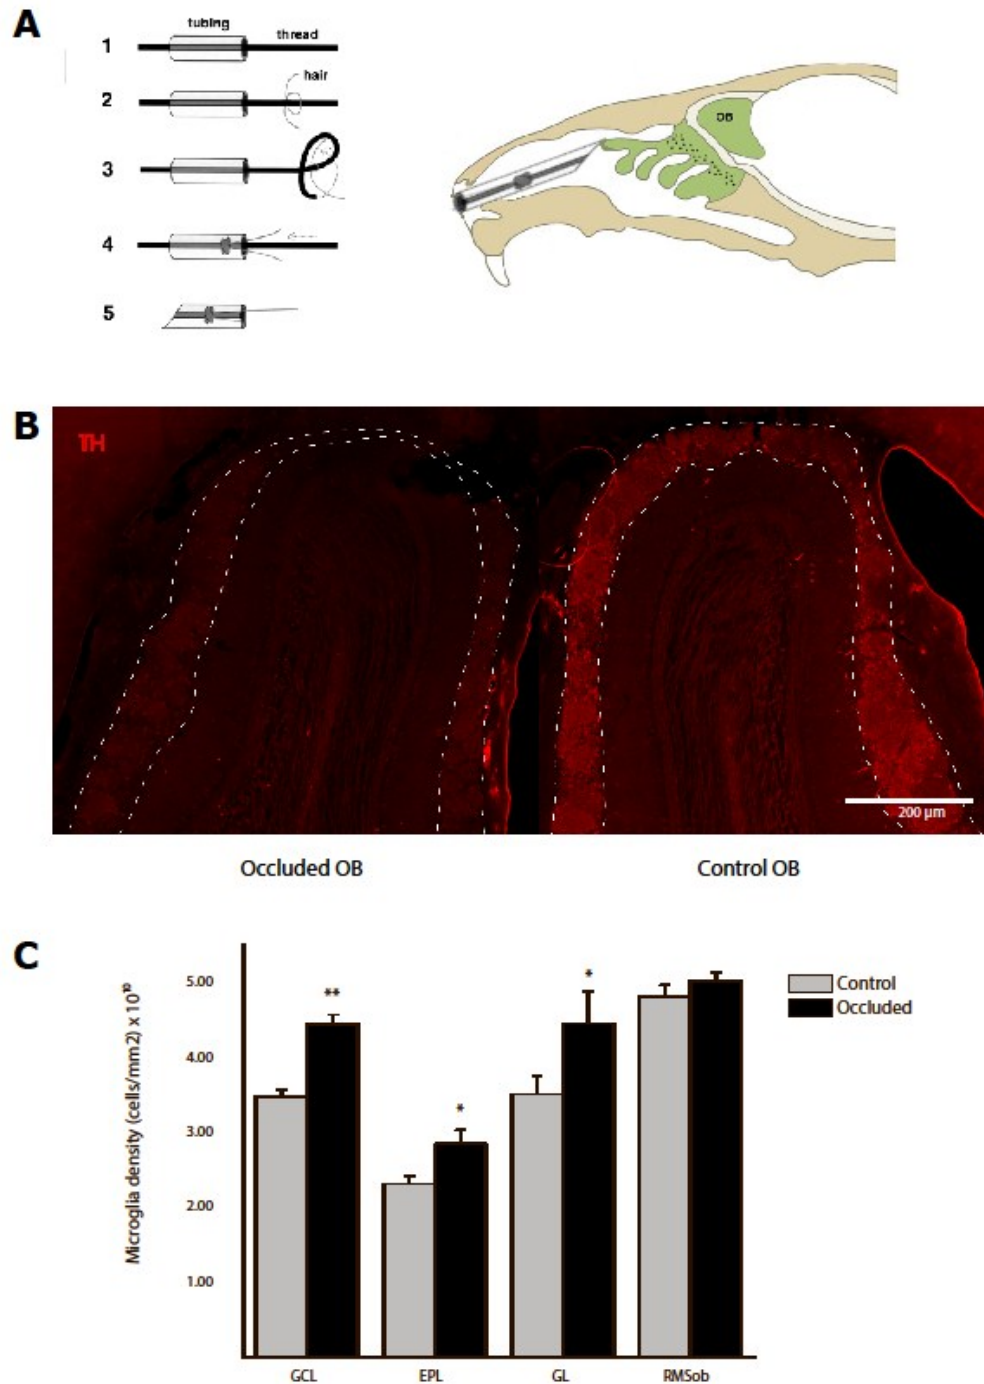 A
tubing
thread
1
hair
2
3
4
5
OB
B
TH
200 µm
Occluded OB
Control OB
C
Microglia density (cells/mm2) x 10¹⁰
5.00
4.00
3.00
2.00
1.00
**
*
*
Control
Occluded
GCL
EPL
GL
RMSob